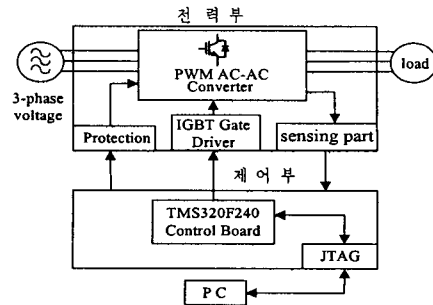 전 력 부
PWM AC-AC
Converter
3-phase
voltage
load
Protection
IGBT Gate
Driver
sensing part
제 어 부
TMS320F240
Control Board
JTAG
P C